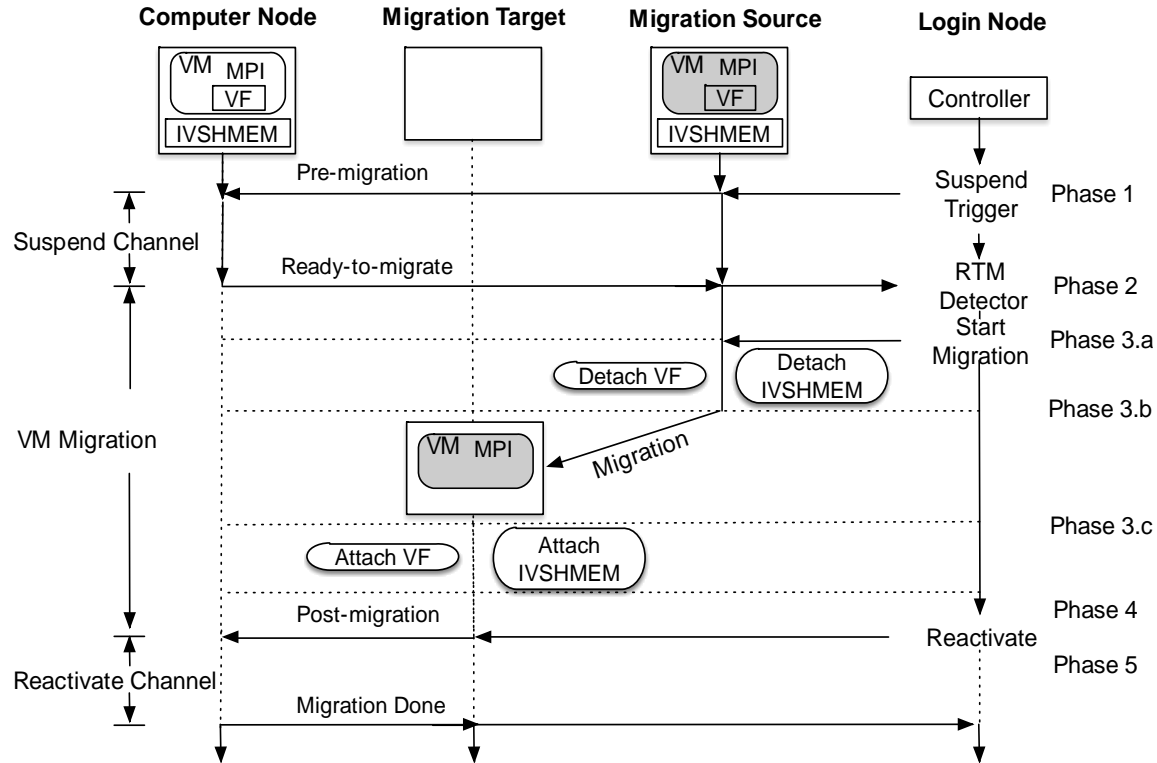 Computer Node Migration Target Migration Source Login Node
VM MPI
VF
IVSHMEM
VM MPI
VF
IVSHMEM
Controller
Pre-migration
Suspend
Trigger
Phase 1
Suspend Channel
Ready-to-migrate
RTM
Detector
Phase 2
Start
Migration
Phase 3.a
Detach VF
Detach
IVSHMEM
Phase 3.b
VM Migration
VM MPI
Migration
Phase 3.c
Attach VF
Attach
IVSHMEM
Post-migration
Phase 4
Reactivate
Phase 5
Reactivate Channel
Migration Done